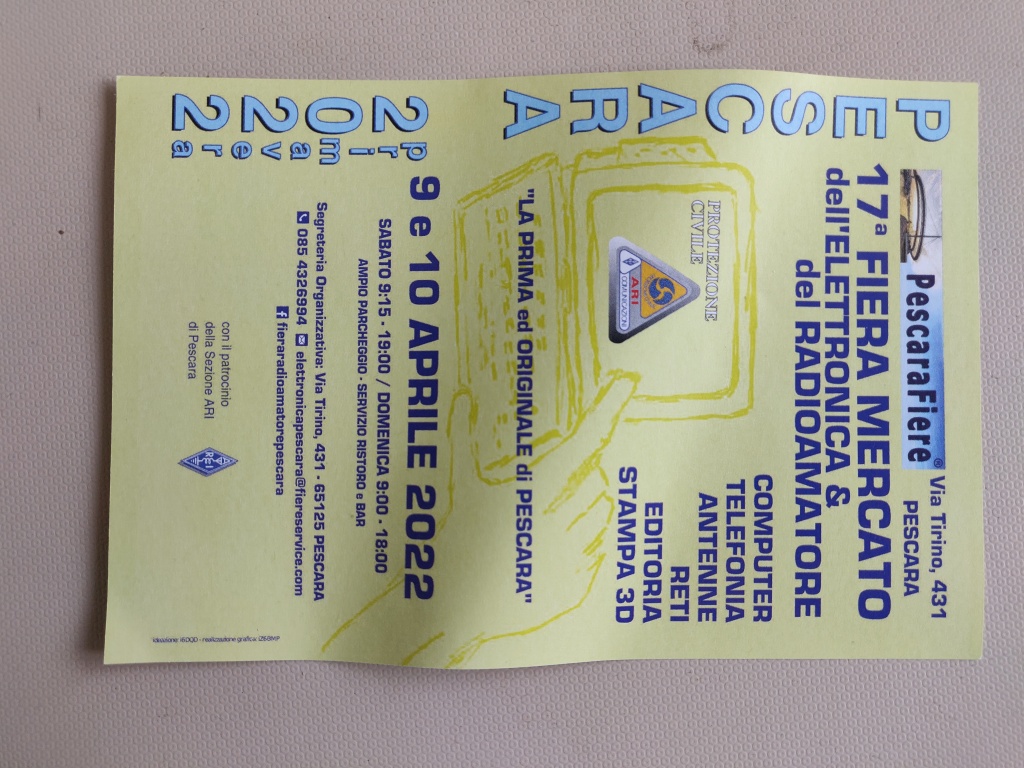 PescaraFiere®
Via Tirino, 431
PESCARA
PESCARA
17ª FIERA MERCATO
dell'ELETTRONICA &
del RADIOAMATORE
COMPUTER
TELEFONIA
ANTENNE
RETI
EDITORIA
STAMPA 3D
PROTEZIONE
CIVILE
ARI
COMUNICAZIONI
"LA PRIMA ed ORIGINALE di PESCARA"
primavera
2022
9 e 10 APRILE 2022
SABATO 9:15 - 19:00 / DOMENICA 9:00 - 18:00
AMPIO PARCHEGGIO - SERVIZIO RISTORO e BAR
Segreteria Organizzativa: Via Tirino, 431 - 65125 PESCARA
085 4326994 elettronicapescara@fiereservice.com
fieraradioamatorepescara
con il patrocinio
della Sezione ARI
di Pescara